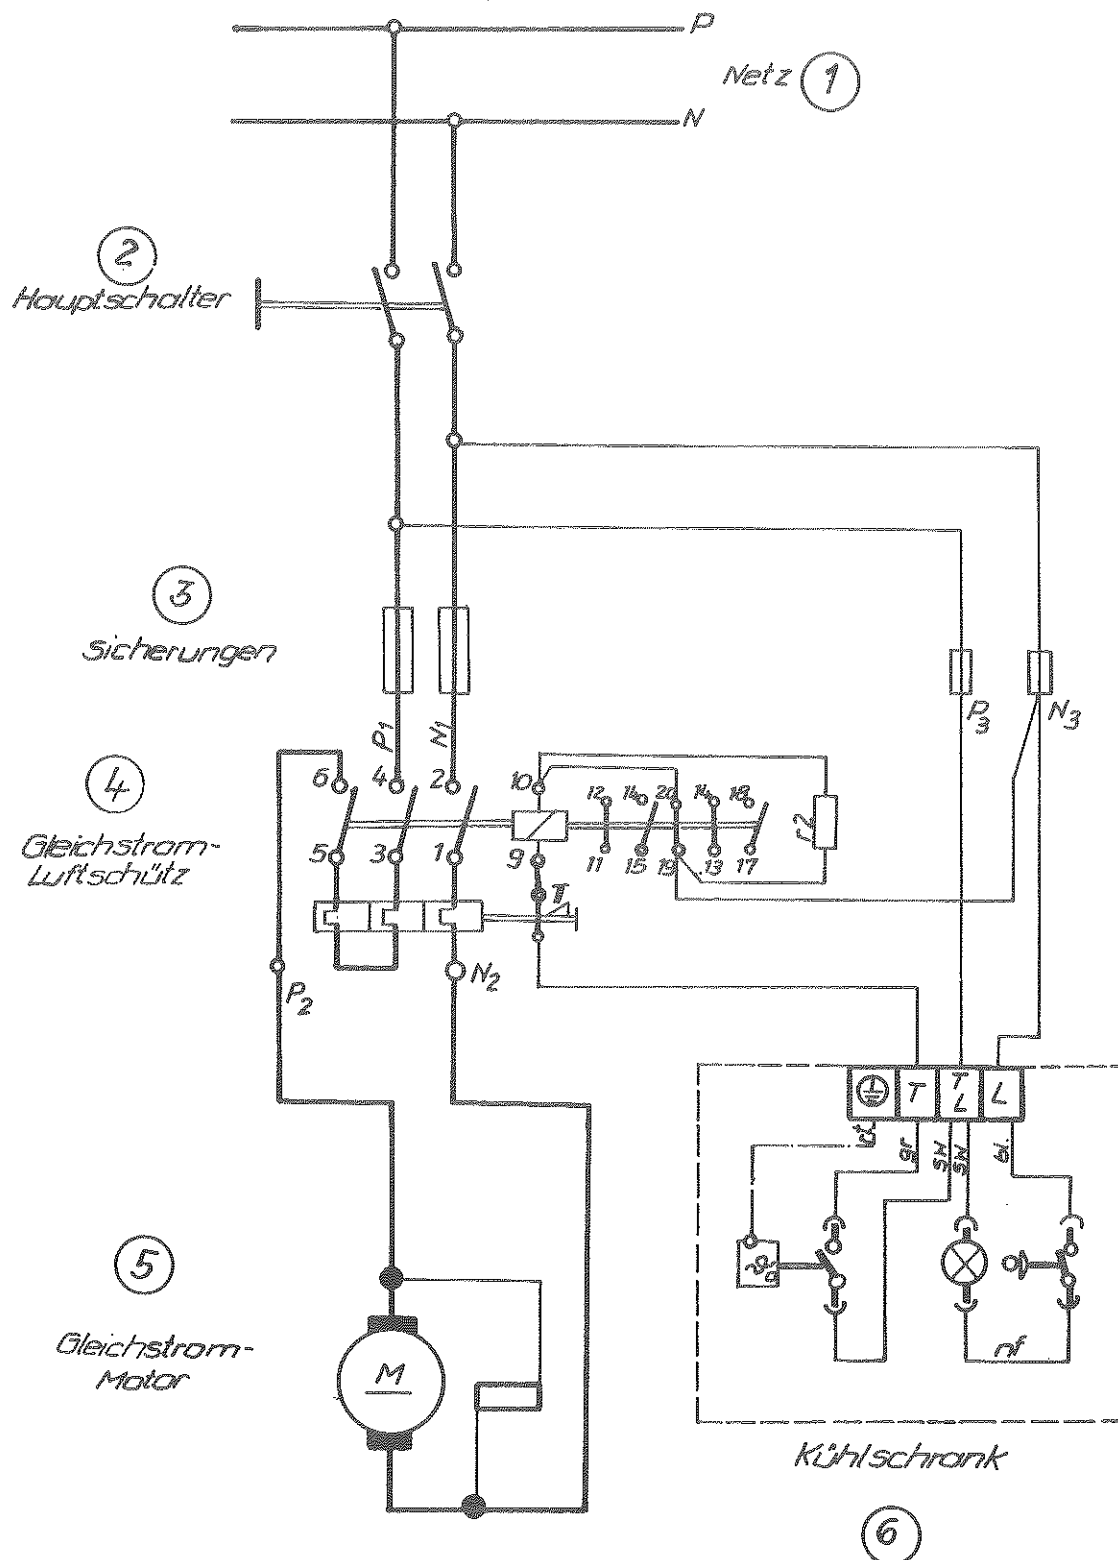 P
Netz 1
N
2
Hauptschalter
3
Sicherungen
P1
N1
P3
N3
4
Gleichstrom-
Luftschütz
6
4
2
10
12
14
20
14
18
r2
5
3
1
9
11
15
19
13
17
T
P2
N2
T
T
L
L
gr
sw
sw
bl.
5
Gleichstrom-
Motor
M
ϑ
nf
Kühlschrank
6